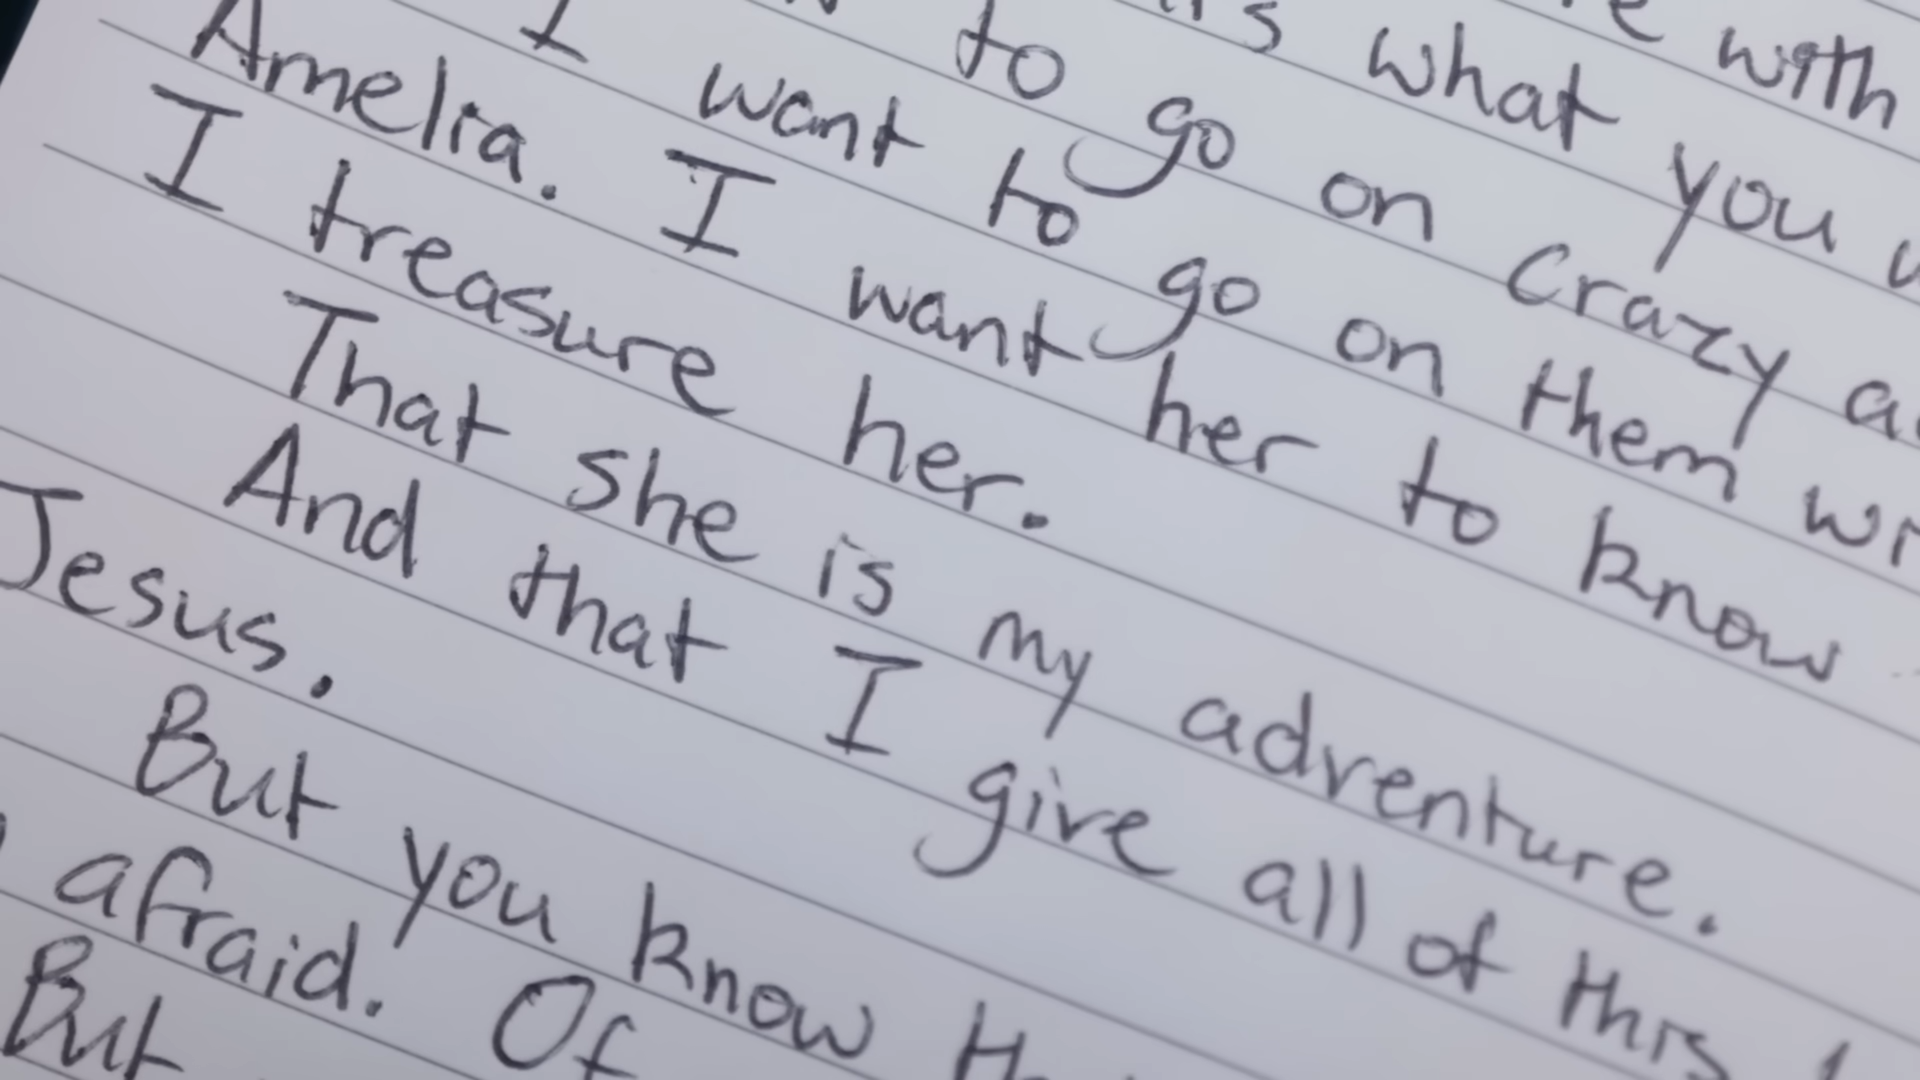 with
what you
to go on crazy
I want to go on them
Amelia. I want her to know
I treasure her.
That she is my adventure.
And that I give all of this
Jesus.
But you know
afraid. Of
But